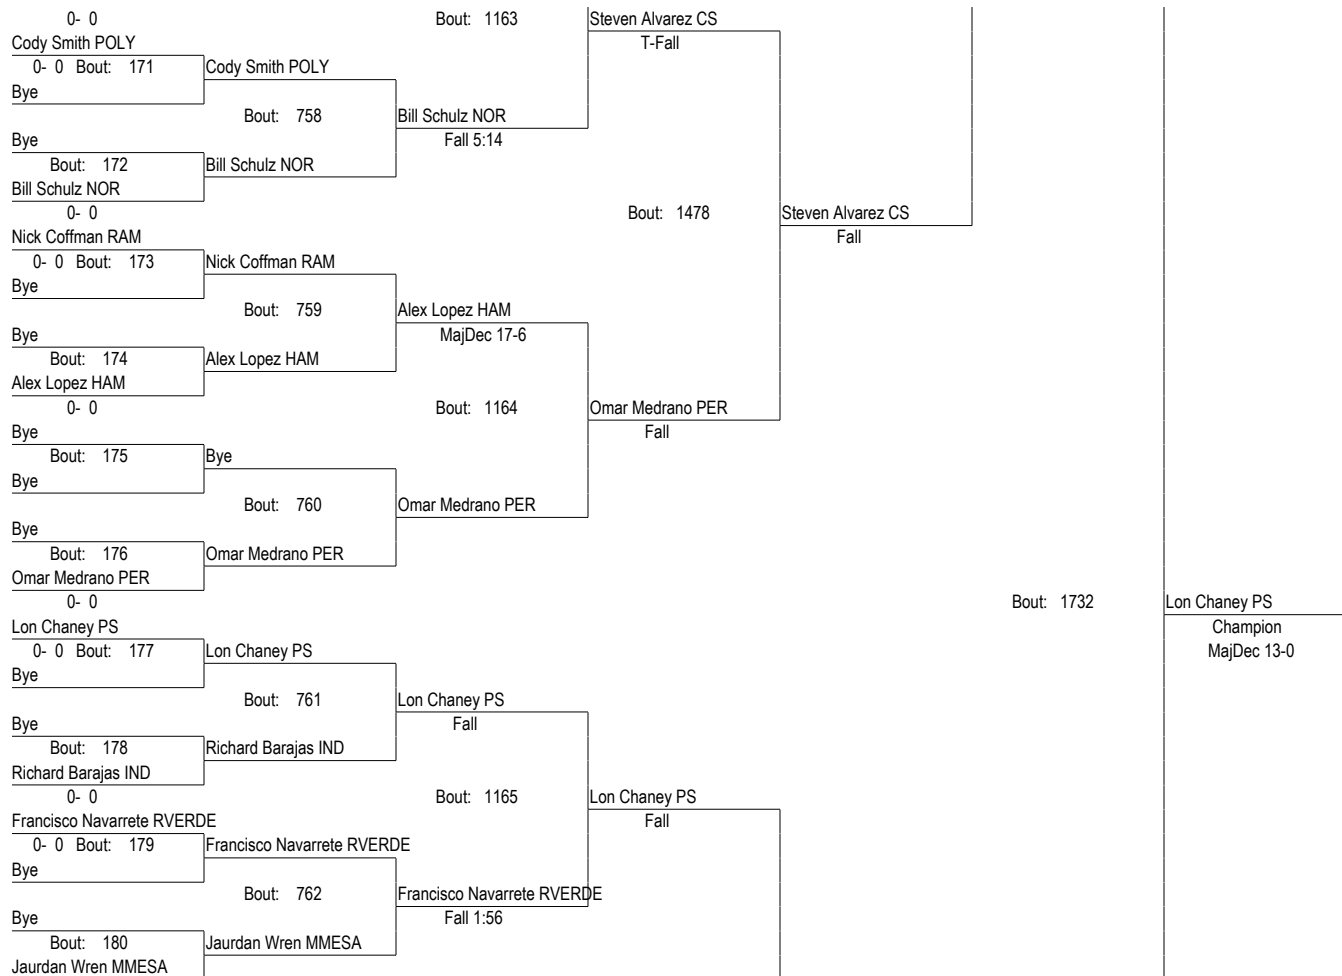 0- 0 Bout: 1163 Steven Alvarez CS
Cody Smith POLY T-Fall
0- 0 Bout: 171 Cody Smith POLY
Bye
Bout: 758 Bill Schulz NOR
Bye Fall 5:14
Bout: 172 Bill Schulz NOR
Bill Schulz NOR
0- 0 Bout: 1478 Steven Alvarez CS
Nick Coffman RAM Fall
0- 0 Bout: 173 Nick Coffman RAM
Bye
Bout: 759 Alex Lopez HAM
Bye MajDec 17-6
Bout: 174 Alex Lopez HAM
Alex Lopez HAM
0- 0 Bout: 1164 Omar Medrano PER
Bye Fall
Bout: 175 Bye
Bye
Bout: 760 Omar Medrano PER
Bye
Bout: 176 Omar Medrano PER
Omar Medrano PER
0- 0 Bout: 1732 Lon Chaney PS
Lon Chaney PS Champion
0- 0 Bout: 177 Lon Chaney PS MajDec 13-0
Bye
Bout: 761 Lon Chaney PS
Bye Fall
Bout: 178 Richard Barajas IND
Richard Barajas IND
0- 0 Bout: 1165 Lon Chaney PS
Francisco Navarrete RVERDE Fall
0- 0 Bout: 179 Francisco Navarrete RVERDE
Bye
Bout: 762 Francisco Navarrete RVERDE
Bye Fall 1:56
Bout: 180 Jaurdan Wren MMESA
Jaurdan Wren MMESA